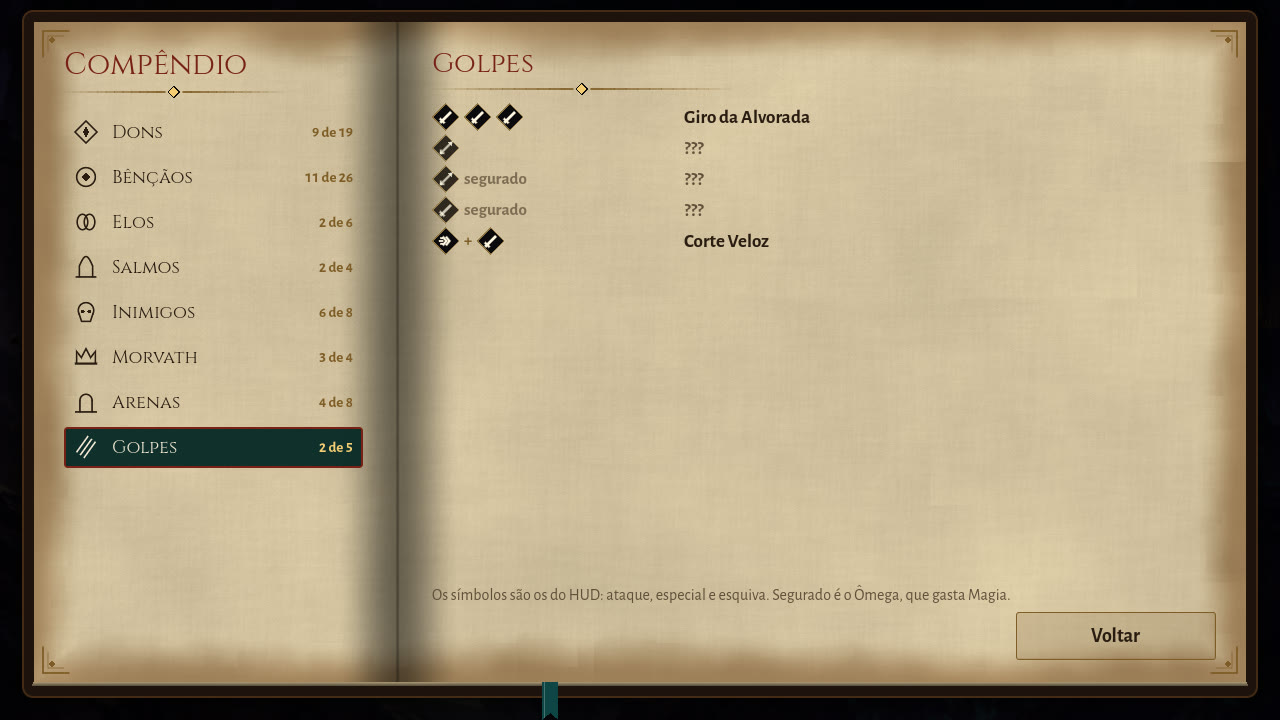 Compêndio
Dons 9 de 19
Bênçãos 11 de 26
Elos 2 de 6
Salmos 2 de 4
Inimigos 6 de 8
Morvath 3 de 4
Arenas 4 de 8
Golpes 2 de 5
Golpes
Giro da Alvorada
???
segurado ???
segurado ???
+ Corte Veloz
Os símbolos são os do HUD: ataque, especial e esquiva. Segurado é o Ômega, que gasta Magia.
Voltar